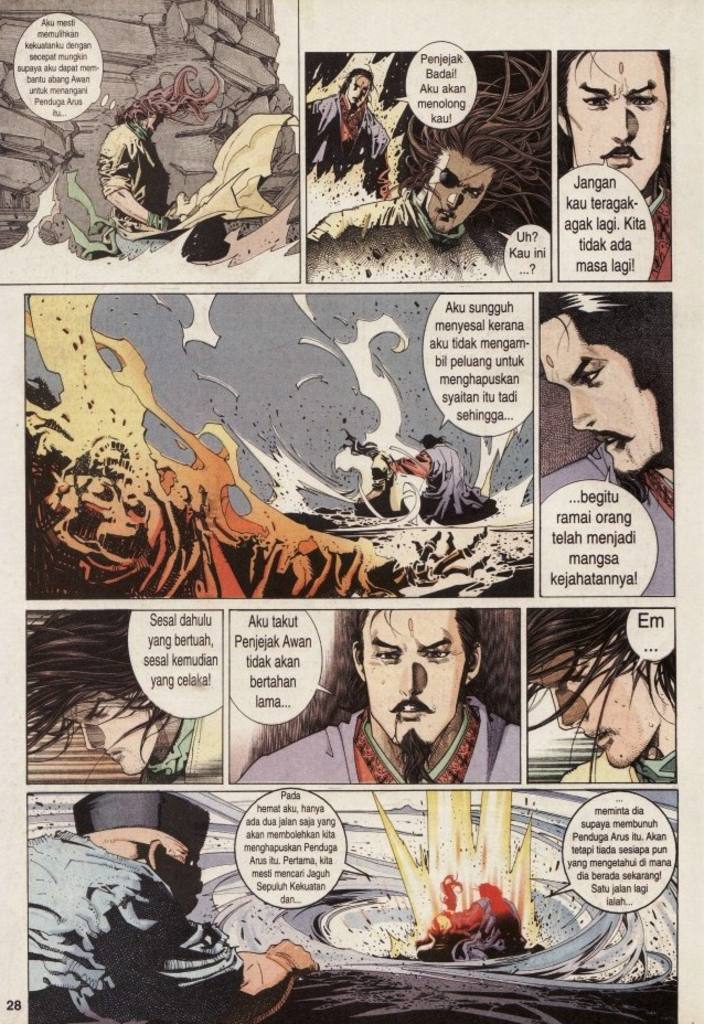 Aku mesti
memulihkan
kekuatanku dengan
secepat mungkin
supaya aku dapat mem-
bantu abang Awan
untuk menangani
Penduga Arus
itu...
Penjejak
Badai!
Aku akan
menolong
kau!
Uh?
Kau ini
...?
Jangan
kau teragak-
agak lagi. Kita
tidak ada
masa lagi!
Aku sungguh
menyesal kerana
aku tidak mengam-
bil peluang untuk
menghapuskan
syaitan itu tadi
sehingga...
...begitu
ramai orang
telah menjadi
mangsa
kejahatannya!
Sesal dahulu
yang bertuah,
sesal kemudian
yang celaka!
Aku takut
Penjejak Awan
tidak akan
bertahan
lama...
Em
...
Pada
hemat aku, hanya
ada dua jalan saja yang
akan membolehkan kita
menghapuskan Penduga
Arus itu. Pertama, kita
mesti mencari Jaguh
Sepuluh Kekuatan
dan...
...
meminta dia
supaya membunuh
Penduga Arus itu. Akan
tetapi tiada sesiapa pun
yang mengetahui di mana
dia berada sekarang!
Satu jalan lagi
ialah...
28